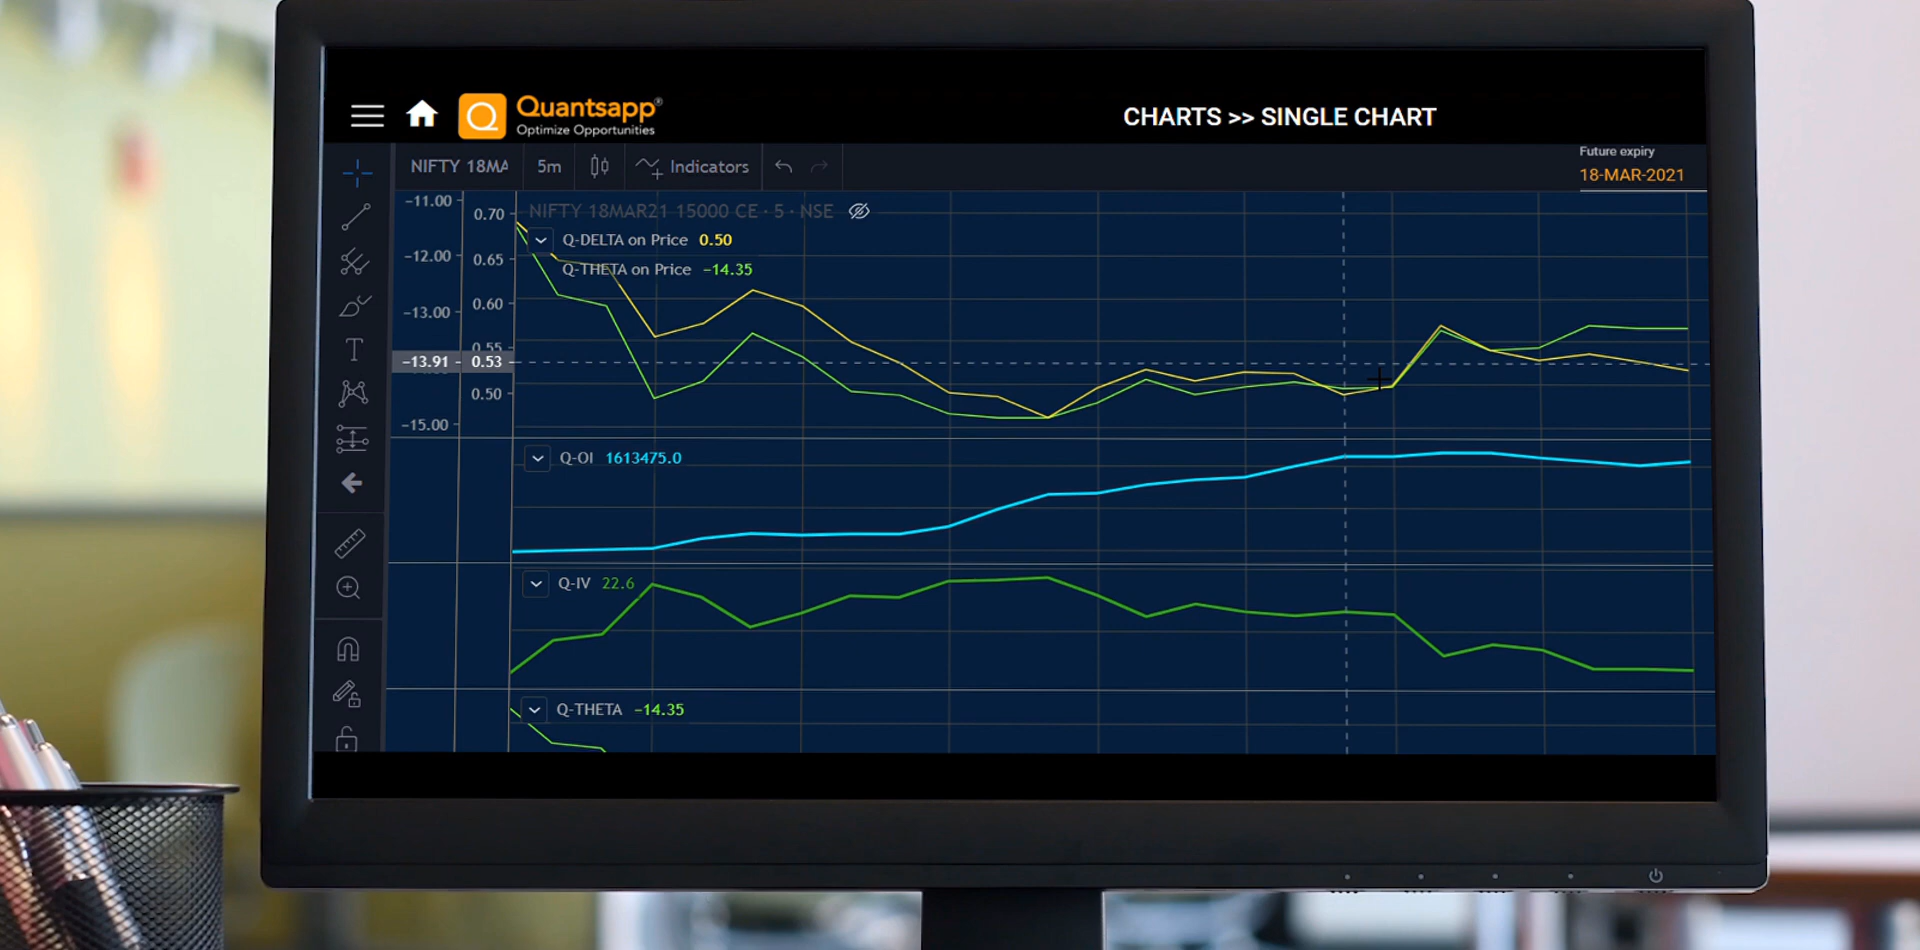 Quantsapp®
Optimize Opportunities
CHARTS >> SINGLE CHART
NIFTY 18MA
5m
Indicators
Future expiry
18-MAR-2021
NIFTY 18MAR21 15000 CE · 5 · NSE
Q-DELTA on Price 0.50
Q-THETA on Price −14.35
−11.00
−12.00
−13.00
−13.91
−15.00
0.70
0.65
0.60
0.55
0.53
0.50
Q-OI 1613475.0
Q-IV 22.6
Q-THETA −14.35